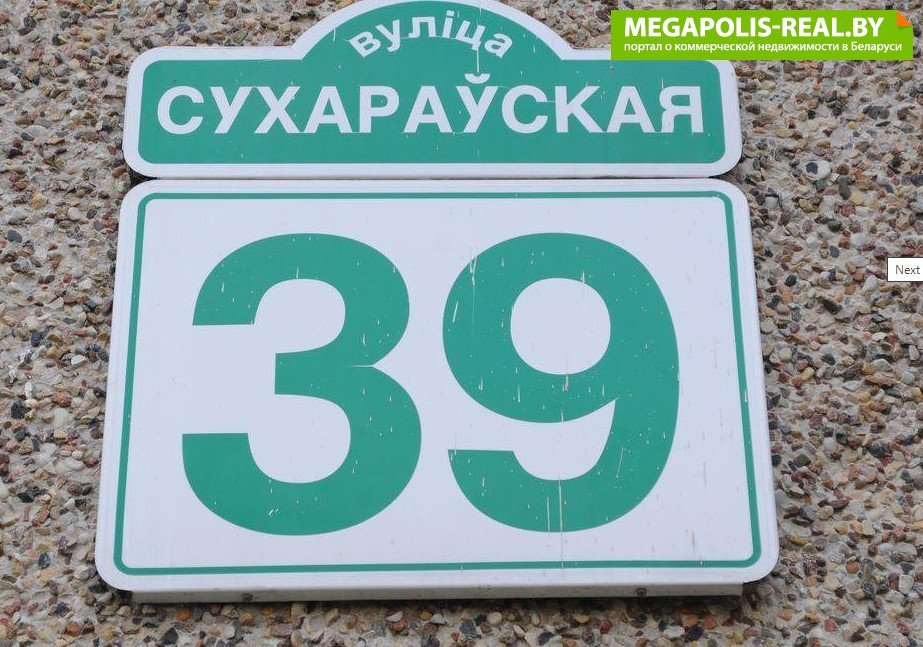 MEGAPOLIS-REAL.BY
портал о коммерческой недвижимости в Беларуси
вуліца
СУХАРАЎСКАЯ
39
Next